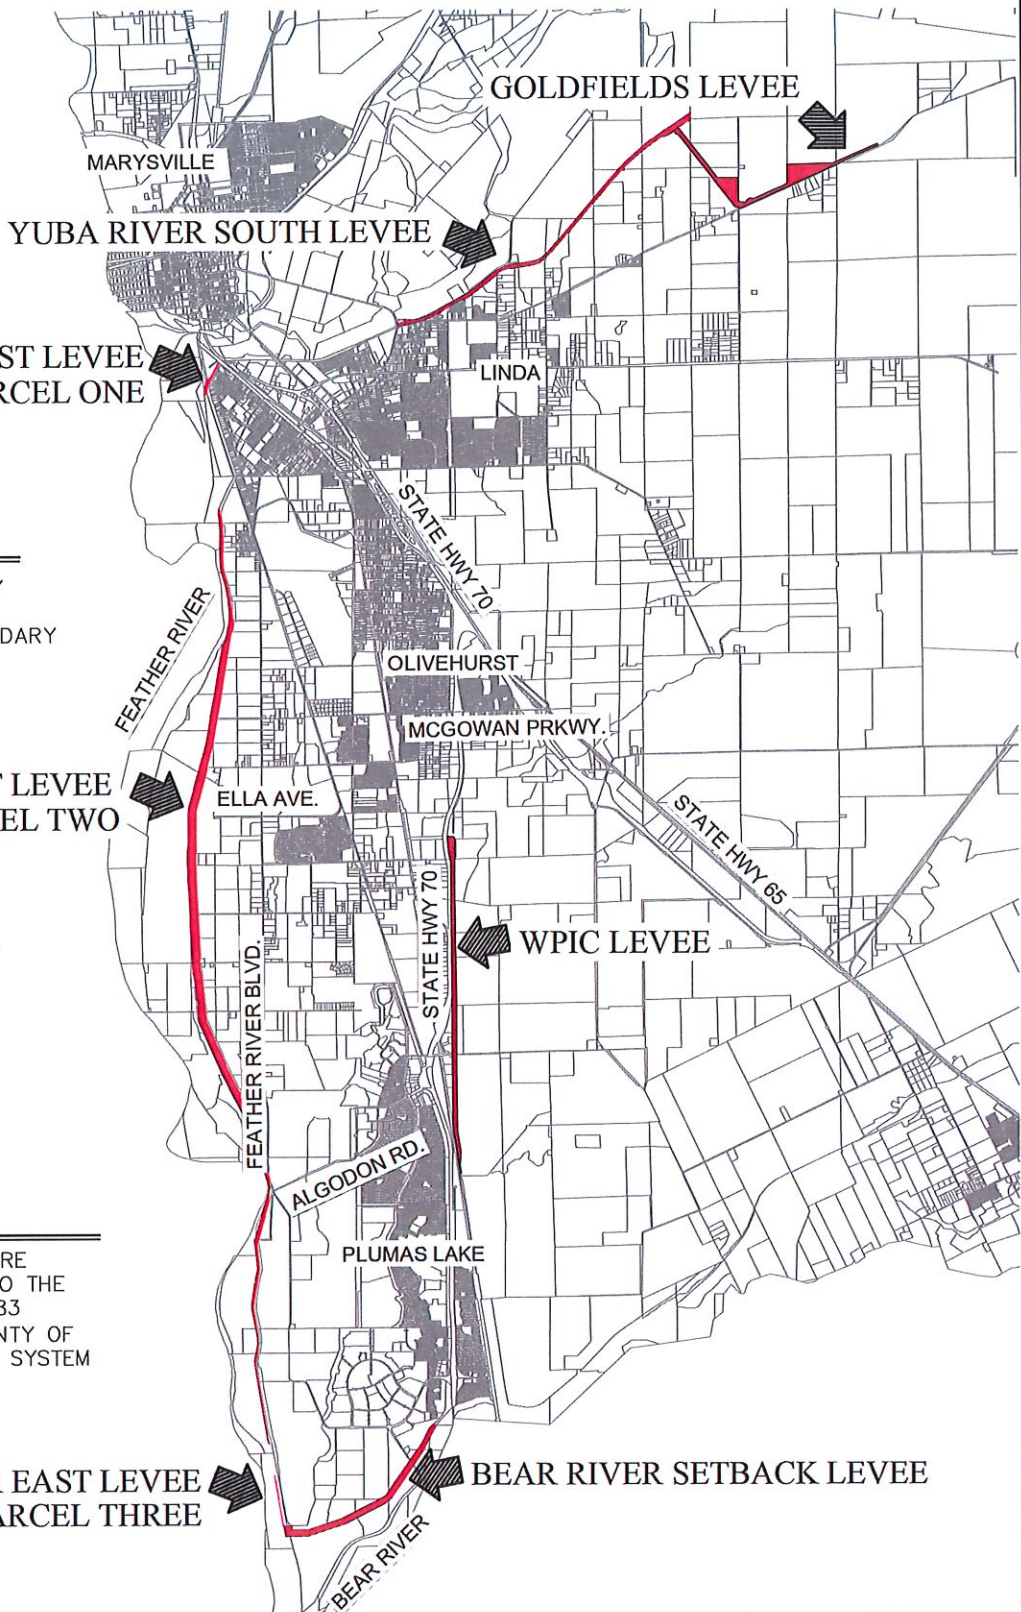 GOLDFIELDS LEVEE
MARYSVILLE
YUBA RIVER SOUTH LEVEE
ST LEVEE
RCEL ONE
LINDA
STATE HWY 70
Y
DARY
FEATHER RIVER
OLIVEHURST
MCGOWAN PRKWY.
T LEVEE
EL TWO
ELLA AVE.
STATE HWY 65
STATE HWY 70
WPIC LEVEE
FEATHER RIVER BLVD.
ALGODON RD.
PLUMAS LAKE
RE
O THE
83
NTY OF
SYSTEM
R EAST LEVEE
ARCEL THREE
BEAR RIVER SETBACK LEVEE
BEAR RIVER